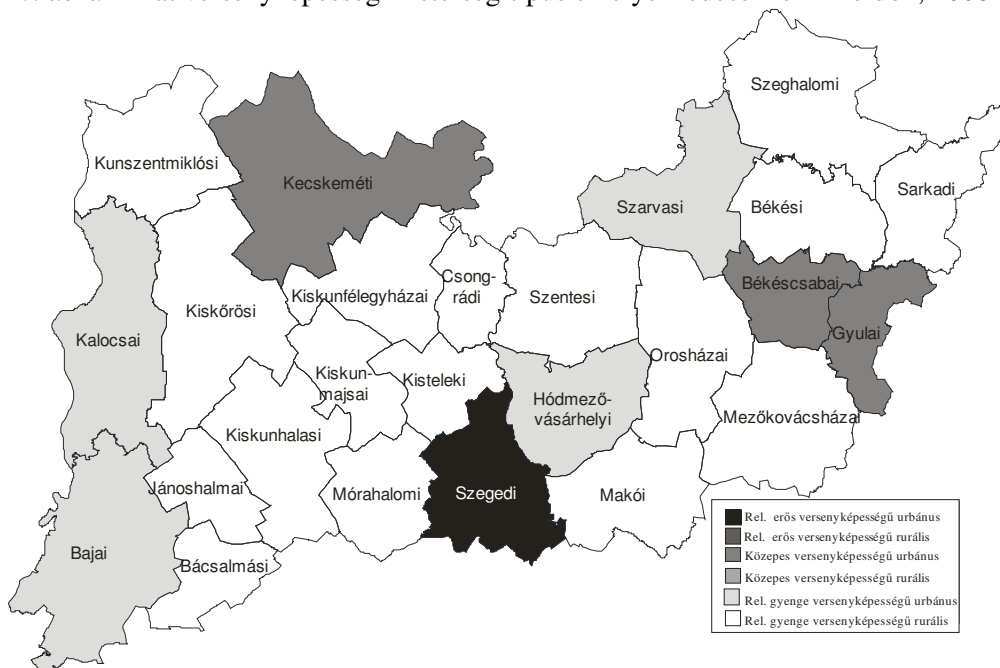 Szeghalomi
Kunszentmiklósi
Kecskeméti
Sarkadi
Szarvasi
Békési
Csong-
rádi
Békéscsabai
Kiskunfélegyházai
Szentesi
Kiskőrösi
Gyulai
Kalocsai
Orosházai
Kiskun-
majsai
Kisteleki
Hódmező-
vásárhelyi
Mezőkovácsházai
Kiskunhalasi
Jánoshalmai
Mórahalomi
Szegedi
Makói
Bajai
Bácsalmási
Rel. erős versenyképességű urbánus
Rel. erős versenyképességű rurális
Közepes versenyképességű urbánus
Közepes versenyképességű rurális
Rel. gyenge versenyképességű urbánus
Rel. gyenge versenyképességű rurális